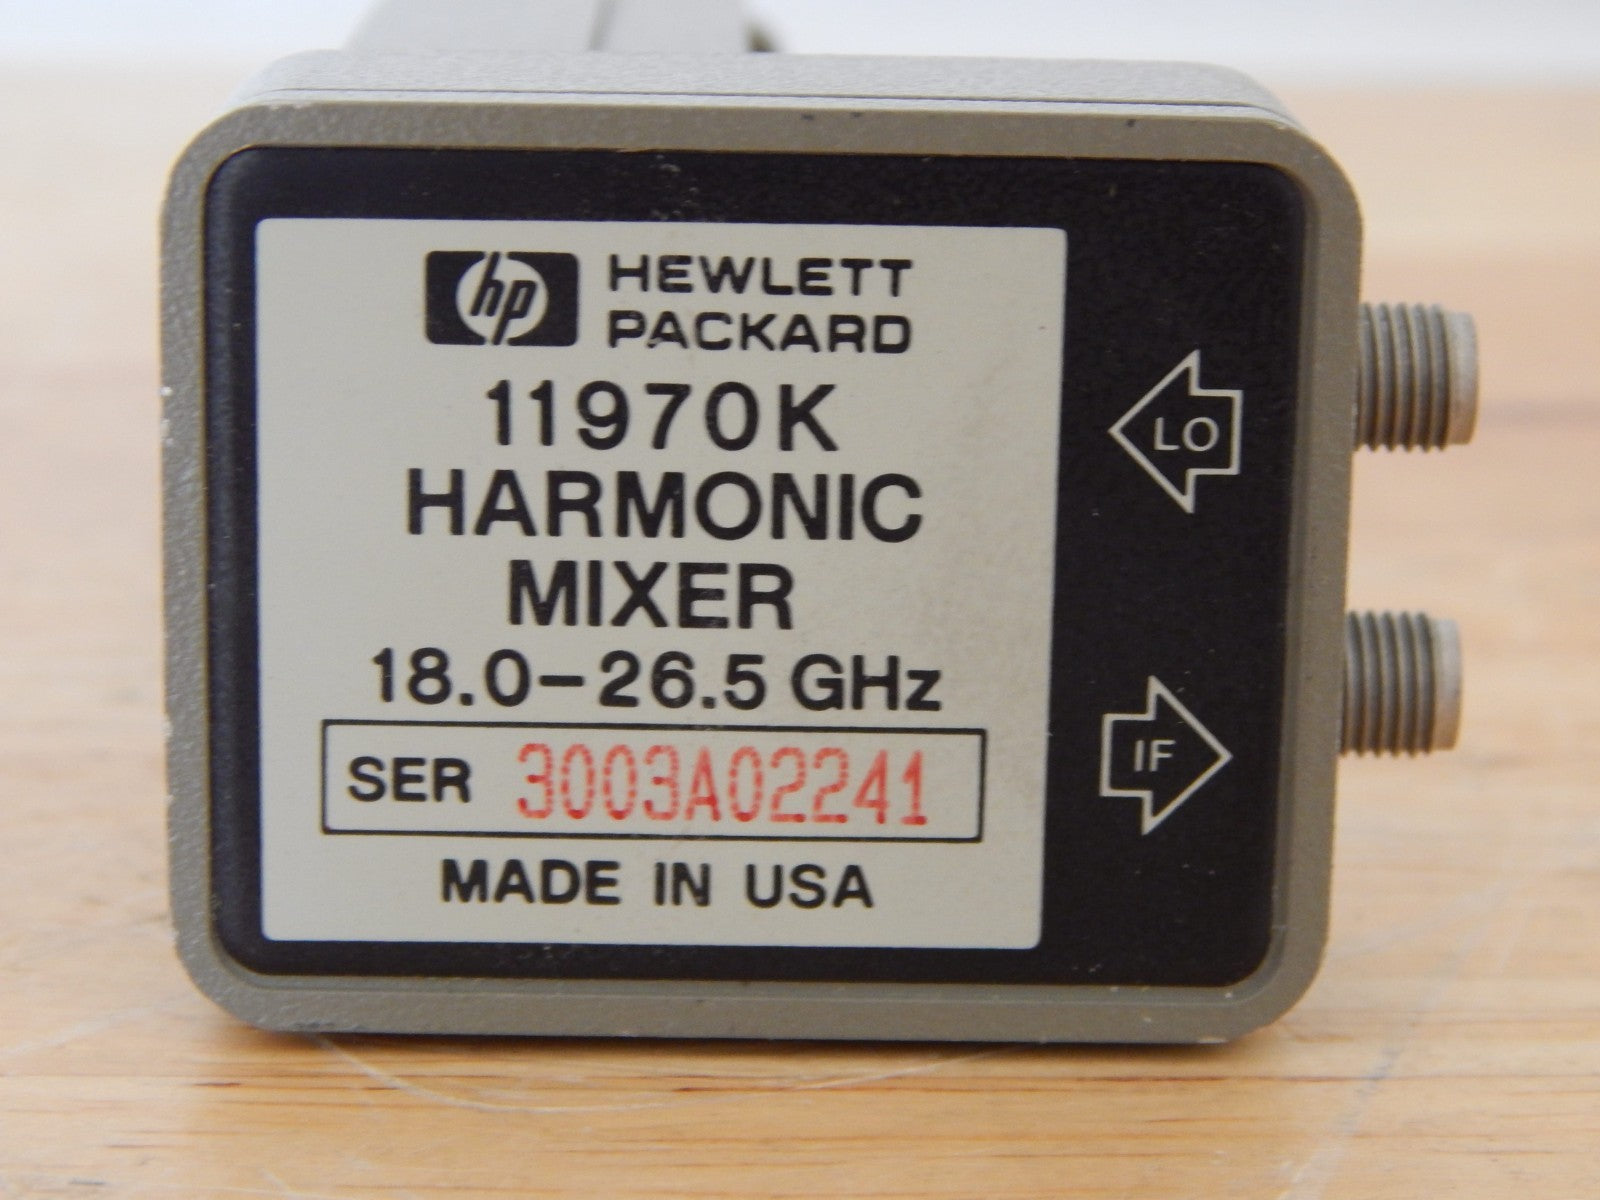 hp HEWLETT
PACKARD
11970K
HARMONIC
MIXER
18.0-26.5 GHz
SER 3003A02241
MADE IN USA
LO
IF